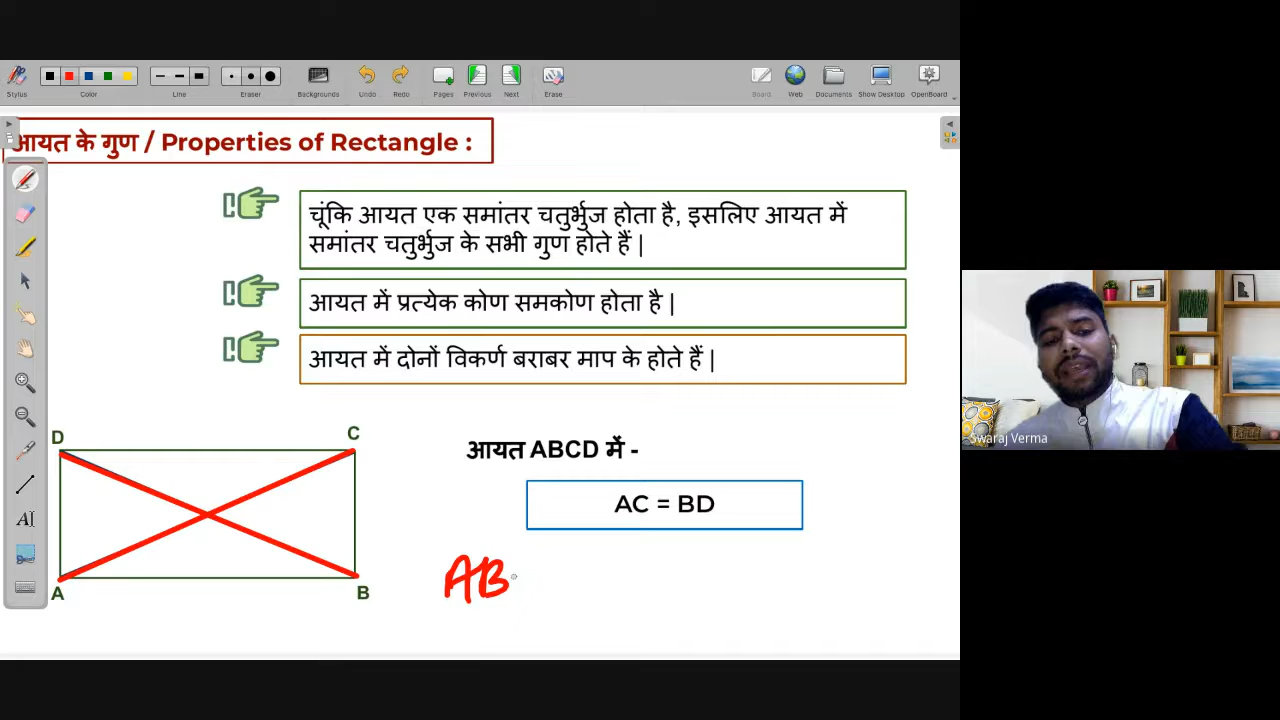 Stylus
Color
Line
Eraser
Backgrounds
Undo
Redo
Pages
Previous
Next
Erase
Board
Web
Documents
Show Desktop
OpenBoard
आयत के गुण / Properties of Rectangle :
चूंकि आयत एक समांतर चतुर्भुज होता है, इसलिए आयत में
समांतर चतुर्भुज के सभी गुण होते हैं |
आयत में प्रत्येक कोण समकोण होता है |
आयत में दोनों विकर्ण बराबर माप के होते हैं |
D
C
A
B
आयत ABCD में -
AC = BD
AB
Swaraj Verma